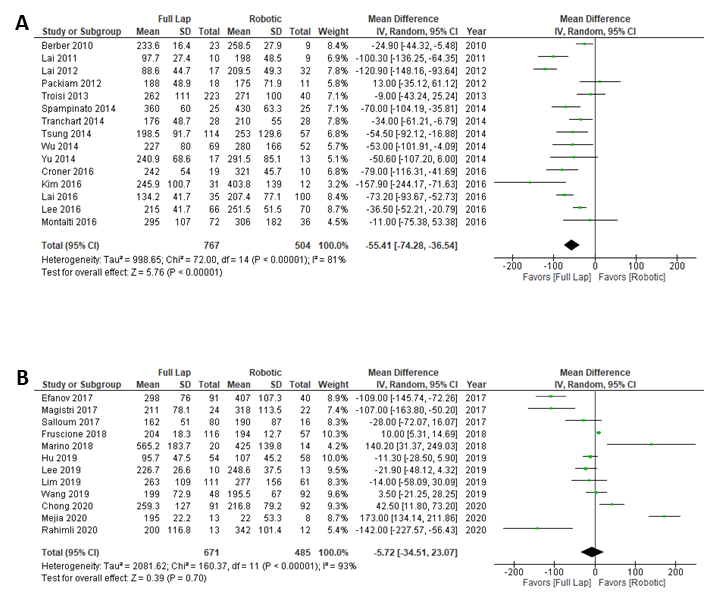 A
Full Lap Robotic Mean Difference Mean Difference
Study or Subgroup Mean SD Total Mean SD Total Weight IV, Random, 95% CI Year IV, Random, 95% CI
Berber 2010 233.6 16.4 23 258.5 27.9 9 8.4% -24.90 [-44.32, -5.48] 2010
Lai 2011 97.7 27.4 10 198 48.5 9 7.0% -100.30 [-136.25, -64.35] 2011
Lai 2012 88.6 44.7 17 209.5 49.3 32 7.8% -120.90 [-148.16, -93.64] 2012
Packiam 2012 188 48.9 18 175 71.9 11 5.5% 13.00 [-35.12, 61.12] 2012
Troisi 2013 262 111 223 271 100 40 7.1% -9.00 [-43.24, 25.24] 2013
Spampinato 2014 360 60 25 430 63.3 25 7.1% -70.00 [-104.19, -35.81] 2014
Tranchart 2014 176 48.7 28 210 55 28 7.8% -34.00 [-61.21, -6.79] 2014
Tsung 2014 198.5 91.7 114 253 129.6 57 6.8% -54.50 [-92.12, -16.88] 2014
Wu 2014 227 80 69 280 166 52 5.4% -53.00 [-101.91, -4.09] 2014
Yu 2014 240.9 68.6 17 291.5 85.1 13 4.7% -50.60 [-107.20, 6.00] 2014
Croner 2016 242 54 19 321 45.7 10 6.8% -79.00 [-116.31, -41.69] 2016
Kim 2016 245.9 100.7 31 403.8 139 12 2.8% -157.90 [-244.17, -71.63] 2016
Lai 2016 134.2 41.7 35 207.4 77.1 100 8.4% -73.20 [-93.67, -52.73] 2016
Lee 2016 215 41.7 66 251.5 51.5 70 8.7% -36.50 [-52.21, -20.79] 2016
Montalti 2016 295 107 72 306 182 36 4.1% -11.00 [-75.38, 53.38] 2016
Total (95% CI) 767 504 100.0% -55.41 [-74.28, -36.54]
Heterogeneity: Tau² = 998.65; Chi² = 72.00, df = 14 (P < 0.00001); I² = 81%
Test for overall effect: Z = 5.76 (P < 0.00001)
-200 -100 0 100 200
Favors [Full Lap] Favors [Robotic]
B
Full Lap Robotic Mean Difference Mean Difference
Study or Subgroup Mean SD Total Mean SD Total Weight IV, Random, 95% CI Year IV, Random, 95% CI
Efanov 2017 298 76 91 407 107.3 40 8.9% -109.00 [-145.74, -72.26] 2017
Magistri 2017 211 78.1 24 318 113.5 22 7.4% -107.00 [-163.80, -50.20] 2017
Salloum 2017 162 51 80 190 87 16 8.4% -28.00 [-72.07, 16.07] 2017
Fruscione 2018 204 18.3 116 194 12.7 57 10.3% 10.00 [5.31, 14.69] 2018
Marino 2018 565.2 183.7 20 425 139.8 14 4.4% 140.20 [31.37, 249.03] 2018
Hu 2019 95.7 47.5 54 107 45.2 58 10.0% -11.30 [-28.50, 5.90] 2019
Lee 2019 226.7 26.6 10 248.6 37.5 13 9.6% -21.90 [-48.12, 4.32] 2019
Lim 2019 263 109 111 277 156 61 8.4% -14.00 [-58.09, 30.09] 2019
Wang 2019 199 72.9 48 195.5 67 92 9.6% 3.50 [-21.25, 28.25] 2019
Chong 2020 259.3 127 91 216.8 79.2 92 9.3% 42.50 [11.80, 73.20] 2020
Mejia 2020 195 22.2 13 22 53.3 8 8.7% 173.00 [134.14, 211.86] 2020
Rahimli 2020 200 116.8 13 342 101.4 12 5.3% -142.00 [-227.57, -56.43] 2020
Total (95% CI) 671 485 100.0% -5.72 [-34.51, 23.07]
Heterogeneity: Tau² = 2081.62; Chi² = 160.37, df = 11 (P < 0.00001); I² = 93%
Test for overall effect: Z = 0.39 (P = 0.70)
-200 -100 0 100 200
Favors [Full Lap] Favors [Robotic]